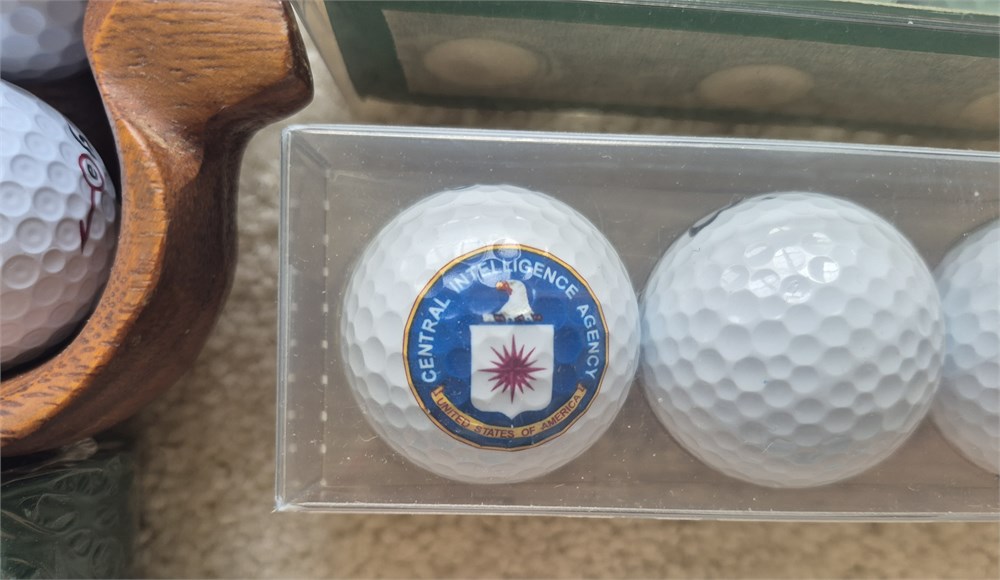 CENTRAL INTELLIGENCE AGENCY
UNITED STATES OF AMERICA